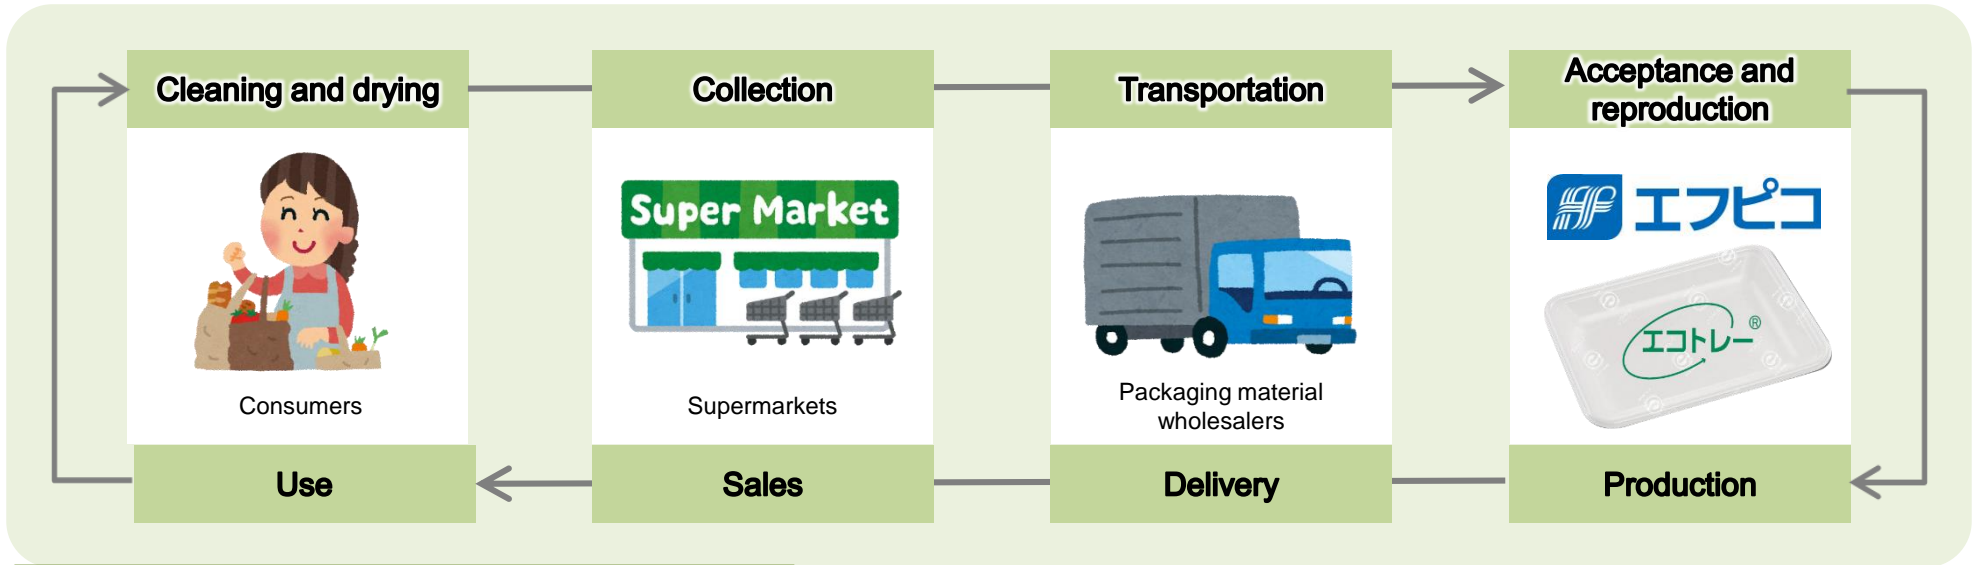 Cleaning and drying
Collection
Transportation
Acceptance and
reproduction
Super Market
エフピコ
エコトレー®
Consumers
Supermarkets
Packaging material
wholesalers
Use
Sales
Delivery
Production